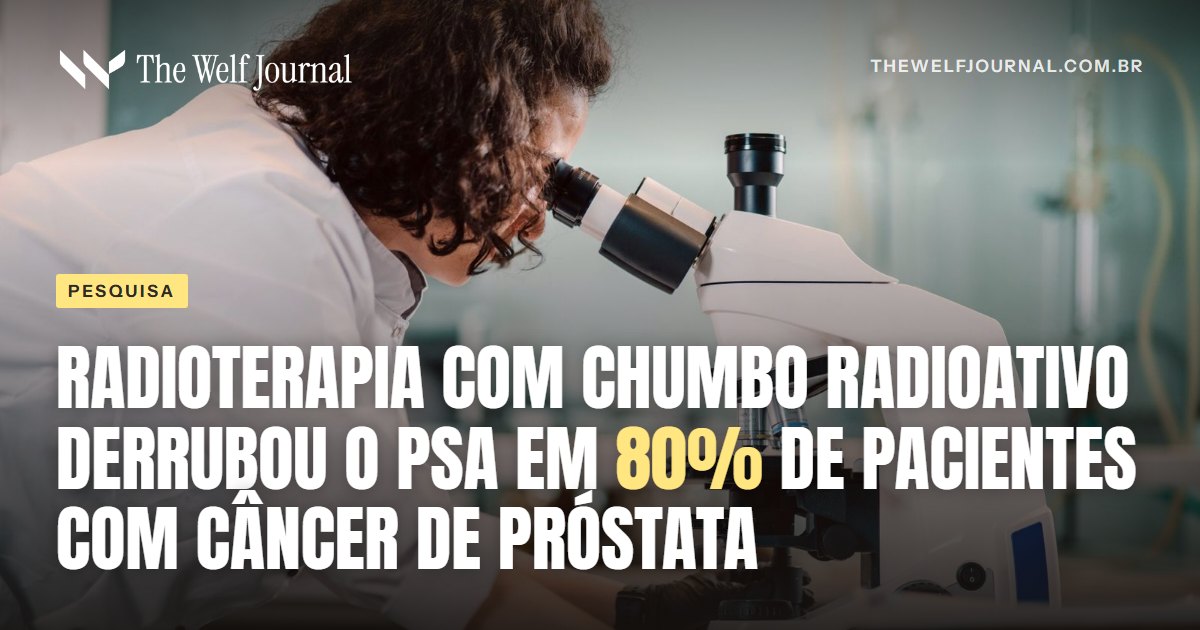 The Welf Journal
THEWELFJOURNAL.COM.BR
PESQUISA
RADIOTERAPIA COM CHUMBO RADIOATIVO
DERRUBOU O PSA EM 80% DE PACIENTES
COM CÂNCER DE PRÓSTATA